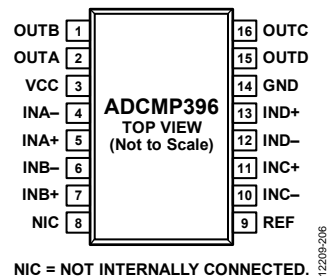 OUTB 1
OUTA 2
VCC 3
INA– 4
INA+ 5
INB– 6
INB+ 7
NIC 8
ADCMP396
TOP VIEW
(Not to Scale)
16 OUTC
15 OUTD
14 GND
13 IND+
12 IND–
11 INC+
10 INC–
9 REF
NIC = NOT INTERNALLY CONNECTED.
12209-206